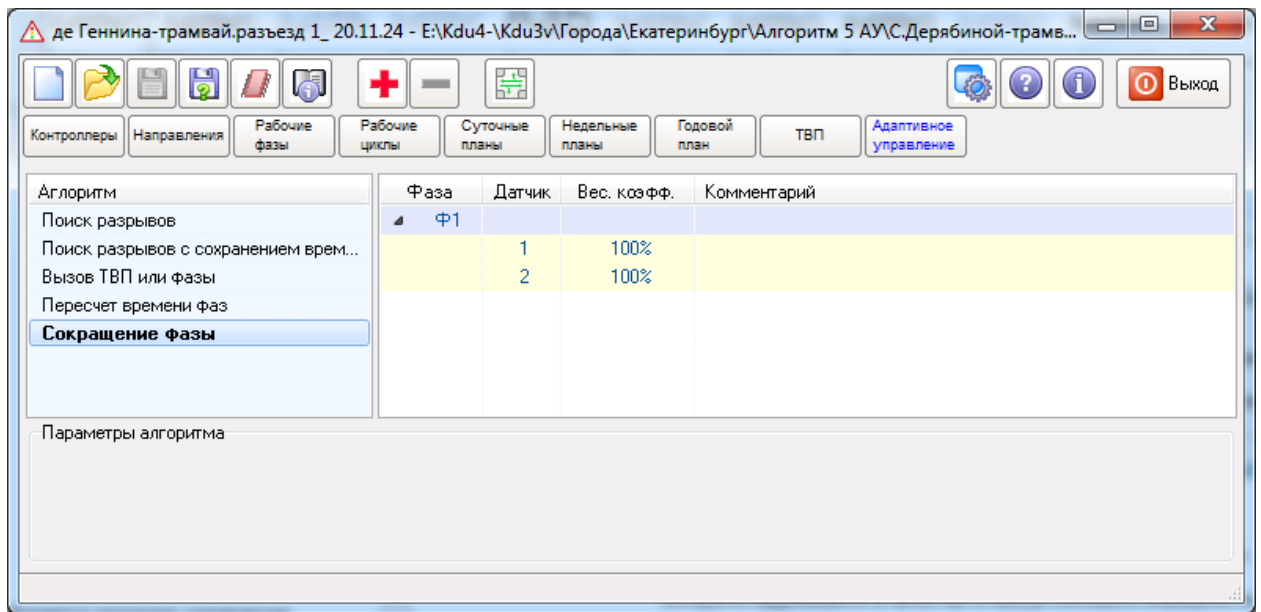 де Геннина-трамвай.разъезд 1_ 20.11.24 - E:\Kdu4-\Kdu3v\Города\Екатеринбург\Алгоритм 5 АУ\С.Дерябиной-трамв...
Выход
Контроллеры Направления Рабочие фазы Рабочие циклы Суточные планы Недельные планы Годовой план ТВП Адаптивное управление
Аглоритм Фаза Датчик Вес. коэфф. Комментарий
Поиск разрывов Ф1
Поиск разрывов с сохранением врем... 1 100%
Вызов ТВП или фазы 2 100%
Пересчет времени фаз
Сокращение фазы
Параметры алгоритма